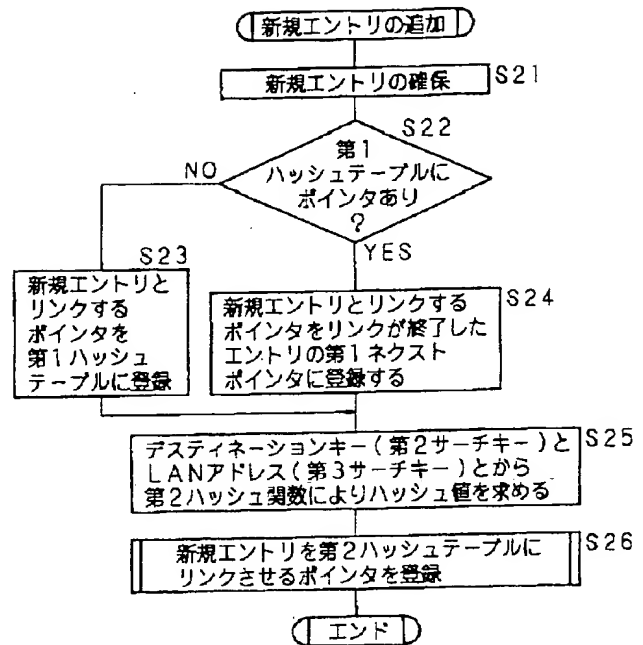 新規エントリの追加
新規エントリの確保
S21
S22
第1
ハッシュテーブルに
ポインタあり
?
NO
YES
S23
新規エントリと
リンクする
ポインタを
第1ハッシュ
テーブルに登録
S24
新規エントリとリンクする
ポインタをリンクが終了した
エントリの第1ネクスト
ポインタに登録する
デスティネーションキー(第2サーチキー)と
LANアドレス(第3サーチキー)とから
第2ハッシュ関数によりハッシュ値を求める
S25
新規エントリを第2ハッシュテーブルに
リンクさせるポインタを登録
S26
エンド